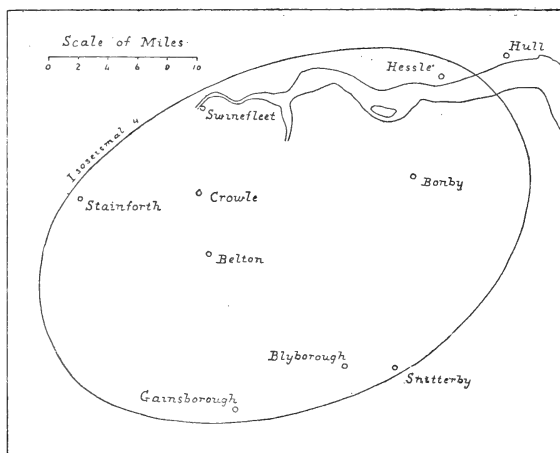 Scale of Miles
0 2 4 6 8 10
Hull
Hessle
Swinefleet
Isoseismal 4
Stainforth
Crowle
Bonby
Belton
Blyborough
Snitterby
Gainsborough